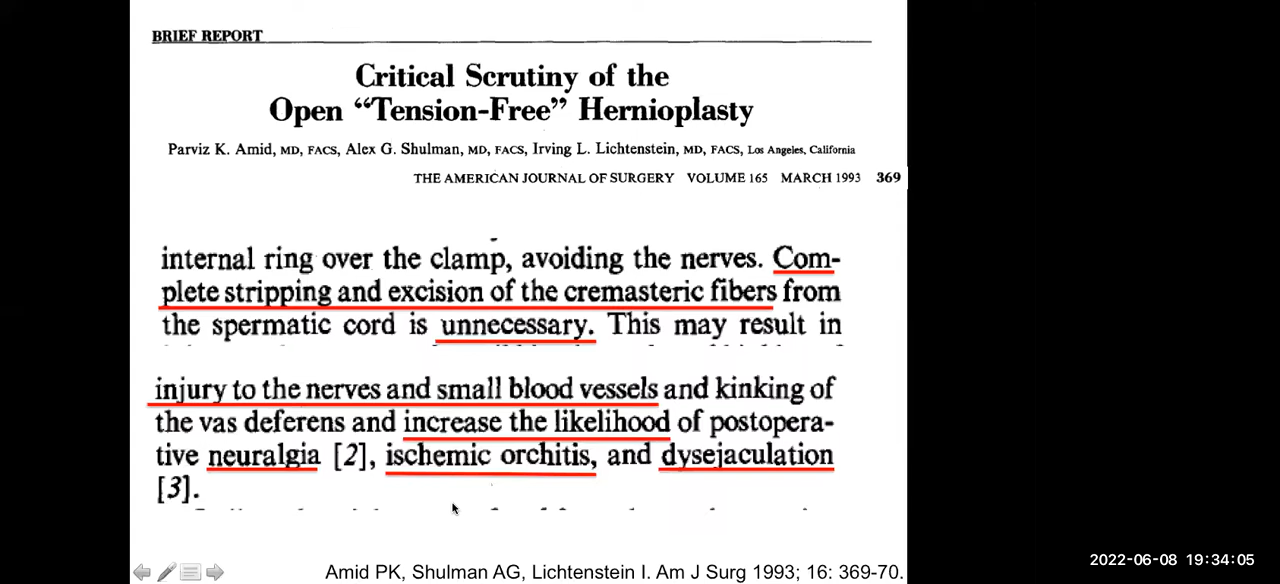 BRIEF REPORT
Critical Scrutiny of the
Open “Tension-Free” Hernioplasty
Parviz K. Amid, MD, FACS, Alex G. Shulman, MD, FACS, Irving L. Lichtenstein, MD, FACS, Los Angeles, California
THE AMERICAN JOURNAL OF SURGERY VOLUME 165 MARCH 1993 369
internal ring over the clamp, avoiding the nerves. Com-
plete stripping and excision of the cremasteric fibers from
the spermatic cord is unnecessary. This may result in
injury to the nerves and small blood vessels and kinking of
the vas deferens and increase the likelihood of postopera-
tive neuralgia [2], ischemic orchitis, and dysejaculation
[3].
Amid PK, Shulman AG, Lichtenstein I. Am J Surg 1993; 16: 369-70.
2022-06-08 19:34:05